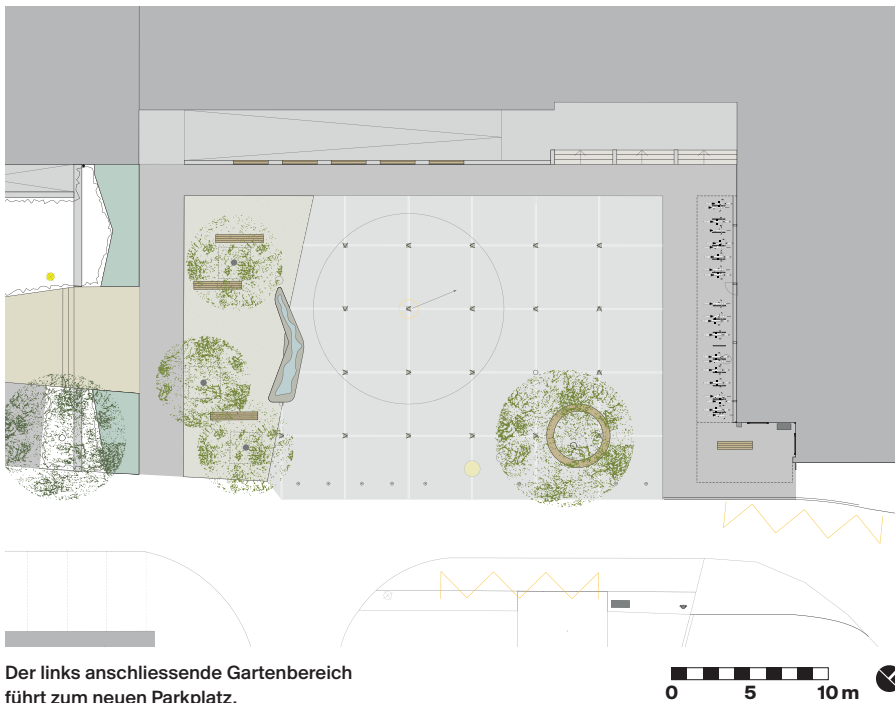 Der links anschliessende Gartenbereich
führt zum neuen Parkplatz.
0 5 10 m